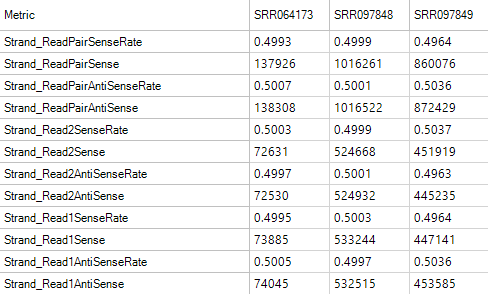 Metric SRR064173 SRR097848 SRR097849
Strand_ReadPairSenseRate 0.4993 0.4999 0.4964
Strand_ReadPairSense 137926 1016261 860076
Strand_ReadPairAntiSenseRate 0.5007 0.5001 0.5036
Strand_ReadPairAntiSense 138308 1016522 872429
Strand_Read2SenseRate 0.5003 0.4999 0.5037
Strand_Read2Sense 72631 524668 451919
Strand_Read2AntiSenseRate 0.4997 0.5001 0.4963
Strand_Read2AntiSense 72530 524932 445235
Strand_Read1SenseRate 0.4995 0.5003 0.4964
Strand_Read1Sense 73885 533244 447141
Strand_Read1AntiSenseRate 0.5005 0.4997 0.5036
Strand_Read1AntiSense 74045 532515 453585